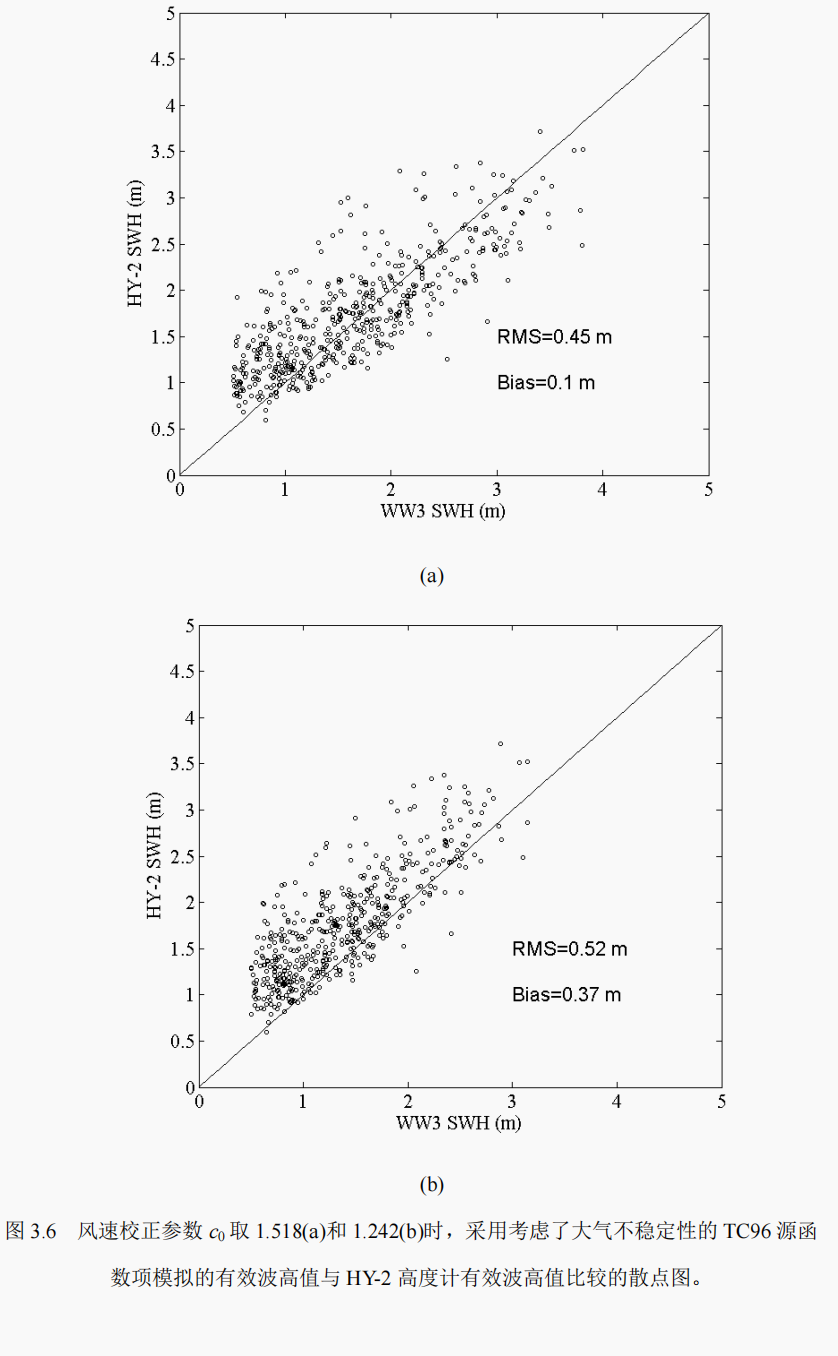 5
4.5
4
3.5
3
2.5
2
1.5
1
0.5
0
HY-2 SWH (m)
RMS=0.45 m
Bias=0.1 m
0 1 2 3 4 5
WW3 SWH (m)
(a)
5
4.5
4
3.5
3
2.5
2
1.5
1
0.5
0
HY-2 SWH (m)
RMS=0.52 m
Bias=0.37 m
0 1 2 3 4 5
WW3 SWH (m)
(b)
图 3.6 风速校正参数 c₀ 取 1.518(a)和 1.242(b)时，采用考虑了大气不稳定性的 TC96 源函
数项模拟的有效波高值与 HY-2 高度计有效波高值比较的散点图。